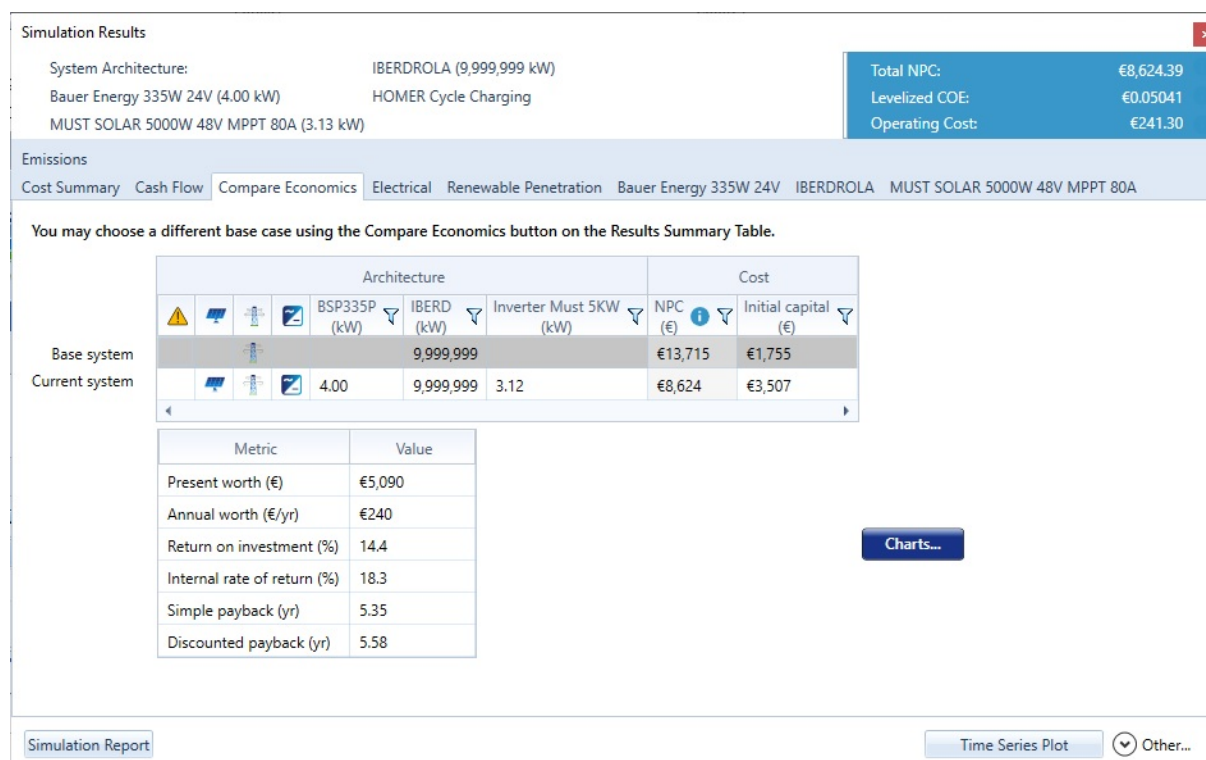 Simulation Results
System Architecture:
IBERDROLA (9,999,999 kW)
Bauer Energy 335W 24V (4.00 kW)
HOMER Cycle Charging
MUST SOLAR 5000W 48V MPPT 80A (3.13 kW)
Total NPC: €8,624.39
Levelized COE: €0.05041
Operating Cost: €241.30
Emissions
Cost Summary Cash Flow Compare Economics Electrical Renewable Penetration Bauer Energy 335W 24V IBERDROLA MUST SOLAR 5000W 48V MPPT 80A
You may choose a different base case using the Compare Economics button on the Results Summary Table.
Architecture Cost
BSP335P IBERD Inverter Must 5KW NPC Initial capital
(kW) (kW) (kW) (€) (€)
Base system 9,999,999 €13,715 €1,755
Current system 4.00 9,999,999 3.12 €8,624 €3,507
Metric Value
Present worth (€) €5,090
Annual worth (€/yr) €240
Return on investment (%) 14.4
Internal rate of return (%) 18.3
Simple payback (yr) 5.35
Discounted payback (yr) 5.58
Charts...
Simulation Report Time Series Plot Other...